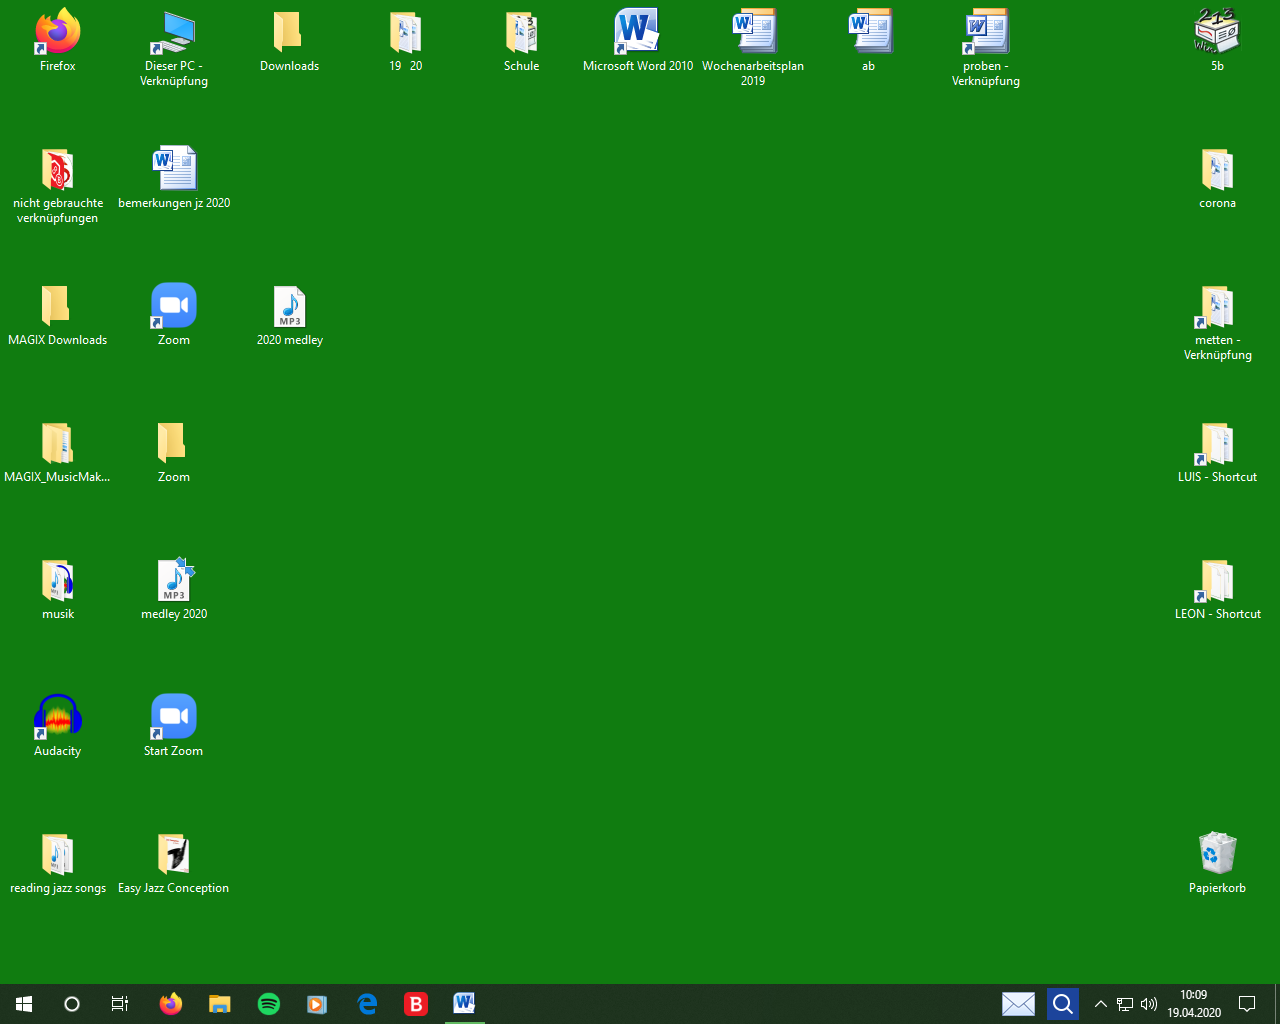 Firefox
Dieser PC -
Verknüpfung
Downloads
19   20
Schule
Microsoft Word 2010
Wochenarbeitsplan
2019
ab
proben -
Verknüpfung
5b
nicht gebrauchte
verknüpfungen
bemerkungen jz 2020
corona
MAGIX Downloads
Zoom
MP3
2020 medley
metten -
Verknüpfung
MAGIX_MusicMak...
Zoom
LUIS - Shortcut
musik
MP3
medley 2020
LEON - Shortcut
Audacity
Start Zoom
reading jazz songs
Easy Jazz Conception
Papierkorb
10:09
19.04.2020